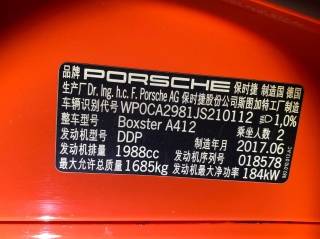 品牌 PORSCHE 保时捷 制造国 德国
生产厂 Dr. Ing. h.c. F. Porsche AG 保时捷股份公司斯图加特工厂制造
车辆识别代号 WPOCA2981JS210112 1,0%
整车型号 Boxster A412 乘坐人数 2
发动机型号 DDP 制造年月 2017.06
发动机排量 1988cc 发动机序列号 018578
最大允许总质量 1685kg 发动机最大净功率 184kW